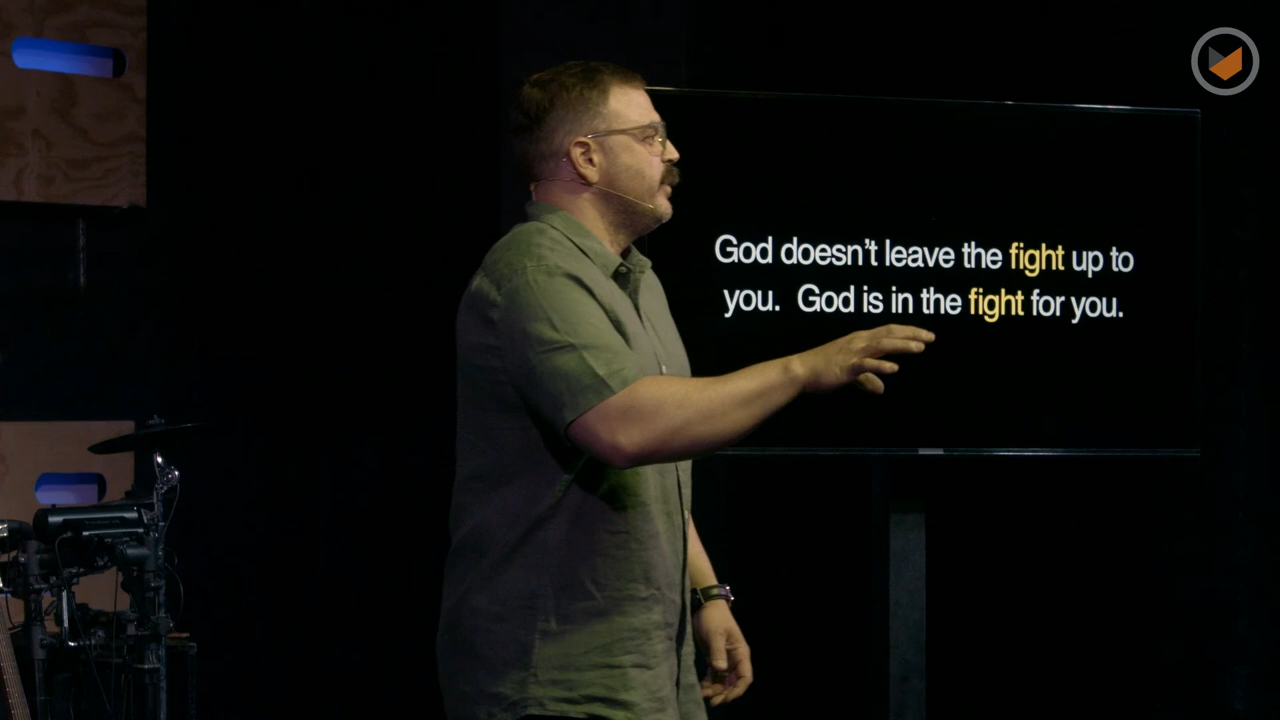 God doesn't leave the fight up to
you.  God is in the fight for you.